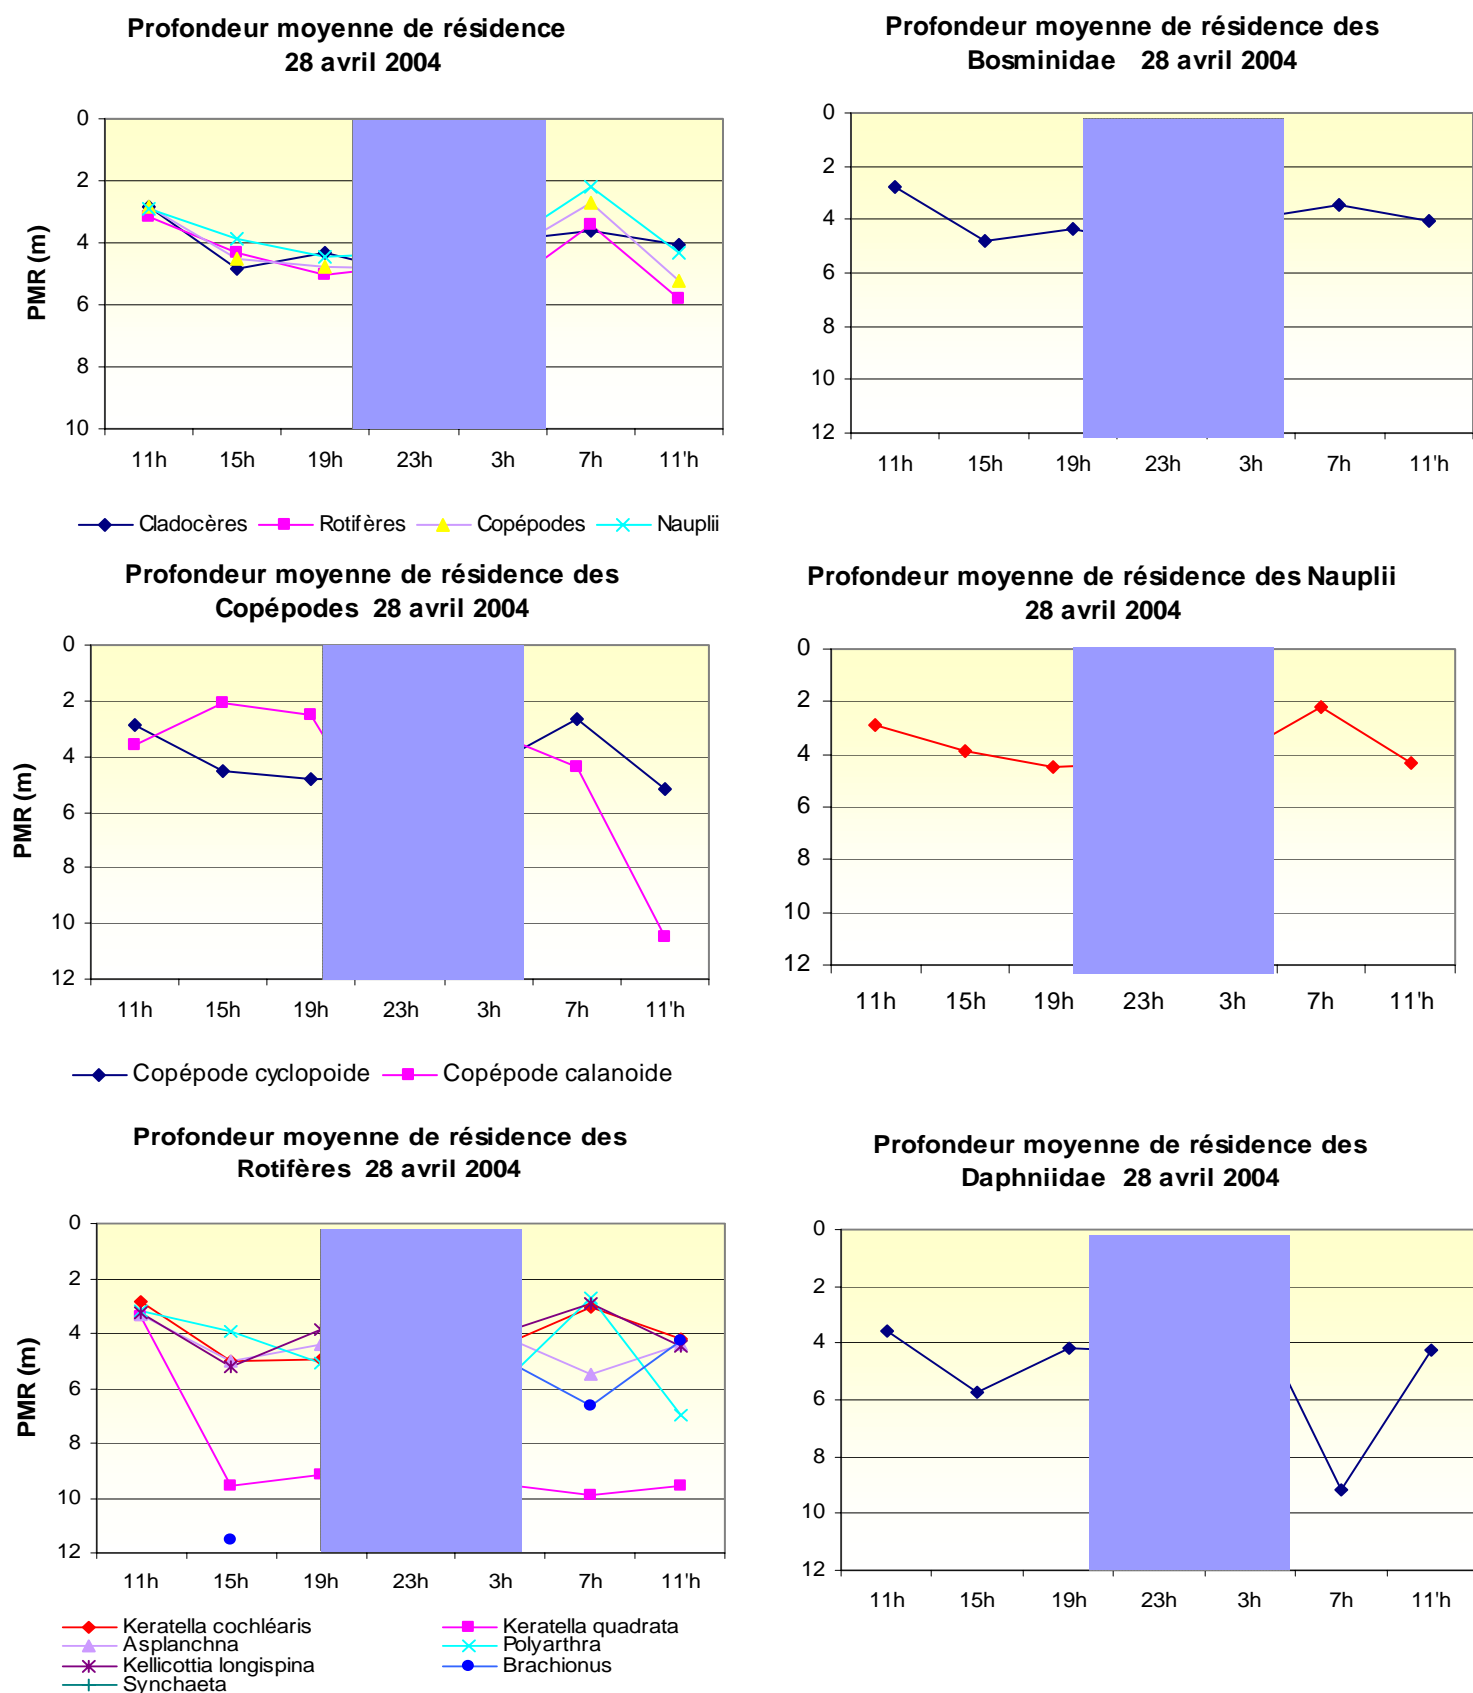 Profondeur moyenne de résidence
28 avril 2004
0
2
4
6
8
10
PMR (m)
11h 15h 19h 23h 3h 7h 11'h
Cladocères Rotifères Copépodes Nauplii
Profondeur moyenne de résidence des
Bosminidae 28 avril 2004
0
2
4
6
8
10
12
11h 15h 19h 23h 3h 7h 11'h
Profondeur moyenne de résidence des
Copépodes 28 avril 2004
0
2
4
6
8
10
12
PMR (m)
11h 15h 19h 23h 3h 7h 11'h
Copépode cyclopoide Copépode calanoide
Profondeur moyenne de résidence des Nauplii
28 avril 2004
0
2
4
6
8
10
12
11h 15h 19h 23h 3h 7h 11'h
Profondeur moyenne de résidence des
Rotifères 28 avril 2004
0
2
4
6
8
10
12
PMR (m)
11h 15h 19h 23h 3h 7h 11'h
Keratella cochléaris Keratella quadrata
Asplanchna Polyarthra
Kellicottia longispina Brachionus
Synchaeta
Profondeur moyenne de résidence des
Daphniidae 28 avril 2004
0
2
4
6
8
10
12
11h 15h 19h 23h 3h 7h 11'h